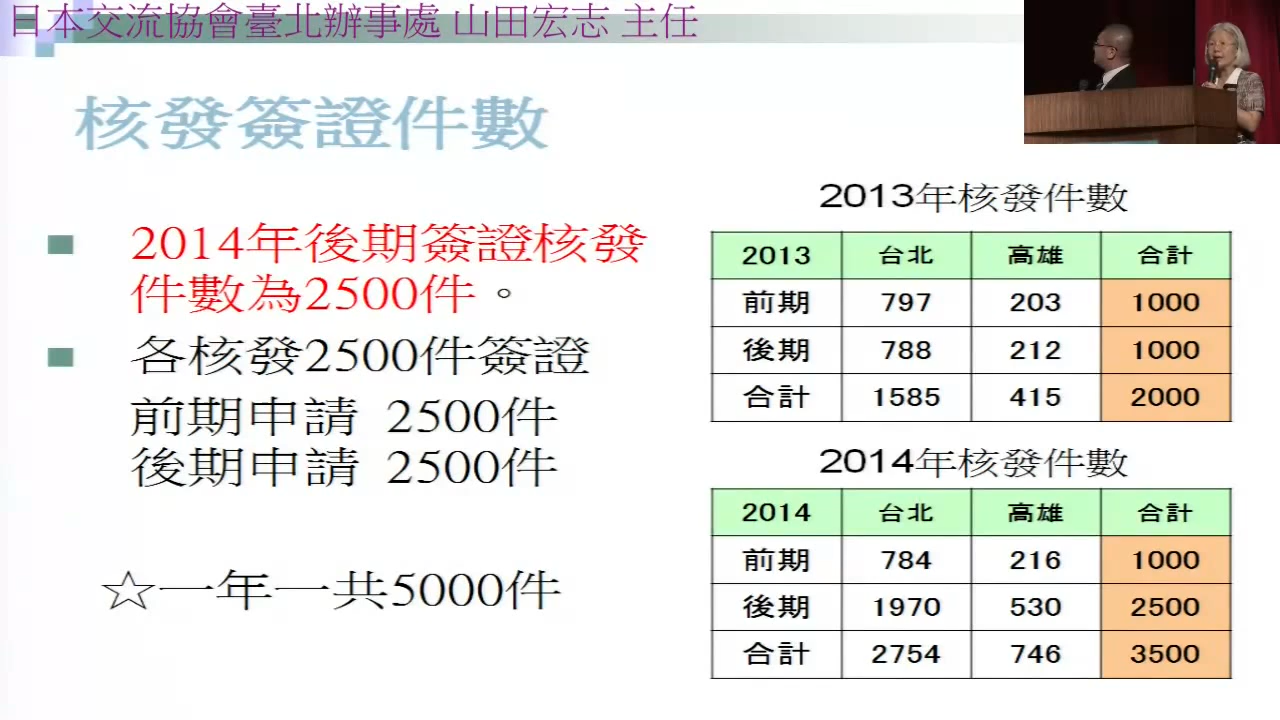 日本交流協會臺北辦事處 山田宏志 主任
核發簽證件數
2014年後期簽證核發
件數為2500件。
各核發2500件簽證
前期申請 2500件
後期申請 2500件
☆一年一共5000件
2013年核發件數
2013 台北 高雄 合計
前期 797 203 1000
後期 788 212 1000
合計 1585 415 2000
2014年核發件數
2014 台北 高雄 合計
前期 784 216 1000
後期 1970 530 2500
合計 2754 746 3500